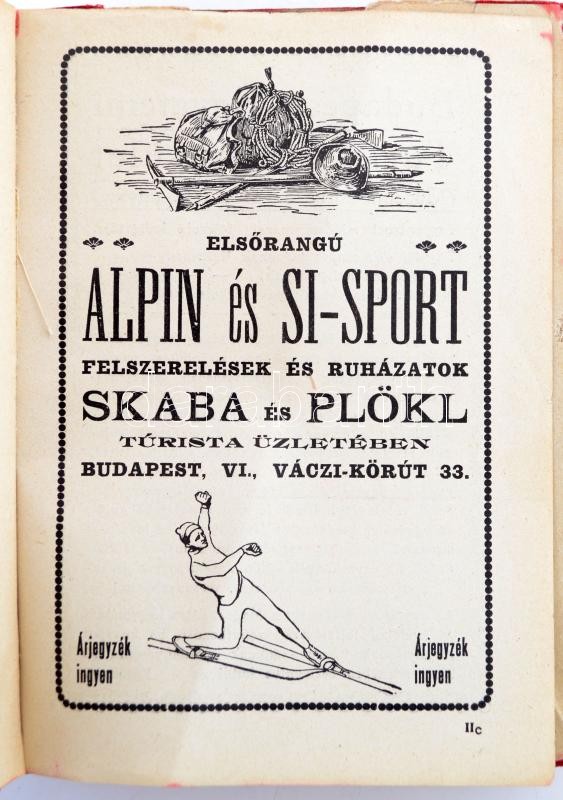 ELSŐRANGÚ
ALPIN és SI-SPORT
FELSZERELÉSEK ÉS RUHÁZATOK
SKABA ÉS PLÖKL
TÚRISTA ÜZLETÉBEN
BUDAPEST, VI., VÁCZI-KÖRÚT 33.
Árjegyzék
ingyen
Árjegyzék
ingyen
IIc